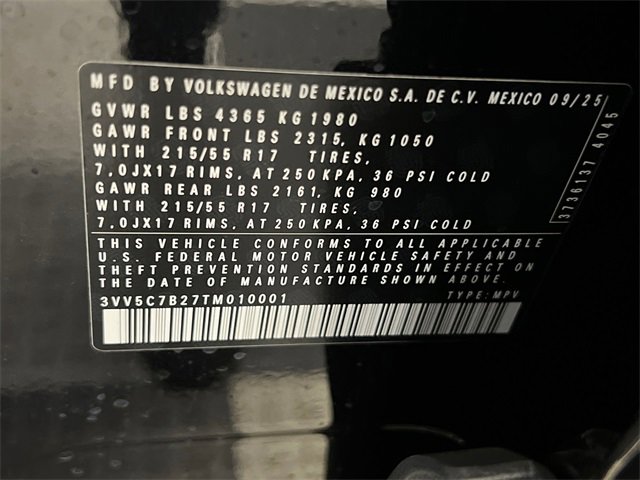 MFD BY VOLKSWAGEN DE MEXICO S.A. DE C.V. MEXICO 09/25
GVWR LBS 4365 KG 1980
GAWR FRONT LBS 2315, KG 1050
WITH 215/55 R17 TIRES,
7,0JX17 RIMS, AT 250 KPA, 36 PSI COLD
GAWR REAR LBS 2161, KG 980
WITH 215/55 R17 TIRES,
7,0JX17 RIMS, AT 250 KPA, 36 PSI COLD
THIS VEHICLE CONFORMS TO ALL APPLICABLE
U.S. FEDERAL MOTOR VEHICLE SAFETY AND
THEFT PREVENTION STANDARDS IN EFFECT ON
THE DATE OF MANUFACTURE SHOWN ABOVE.
3VV5C7B27TM010001 TYPE: MPV
3736137 4045